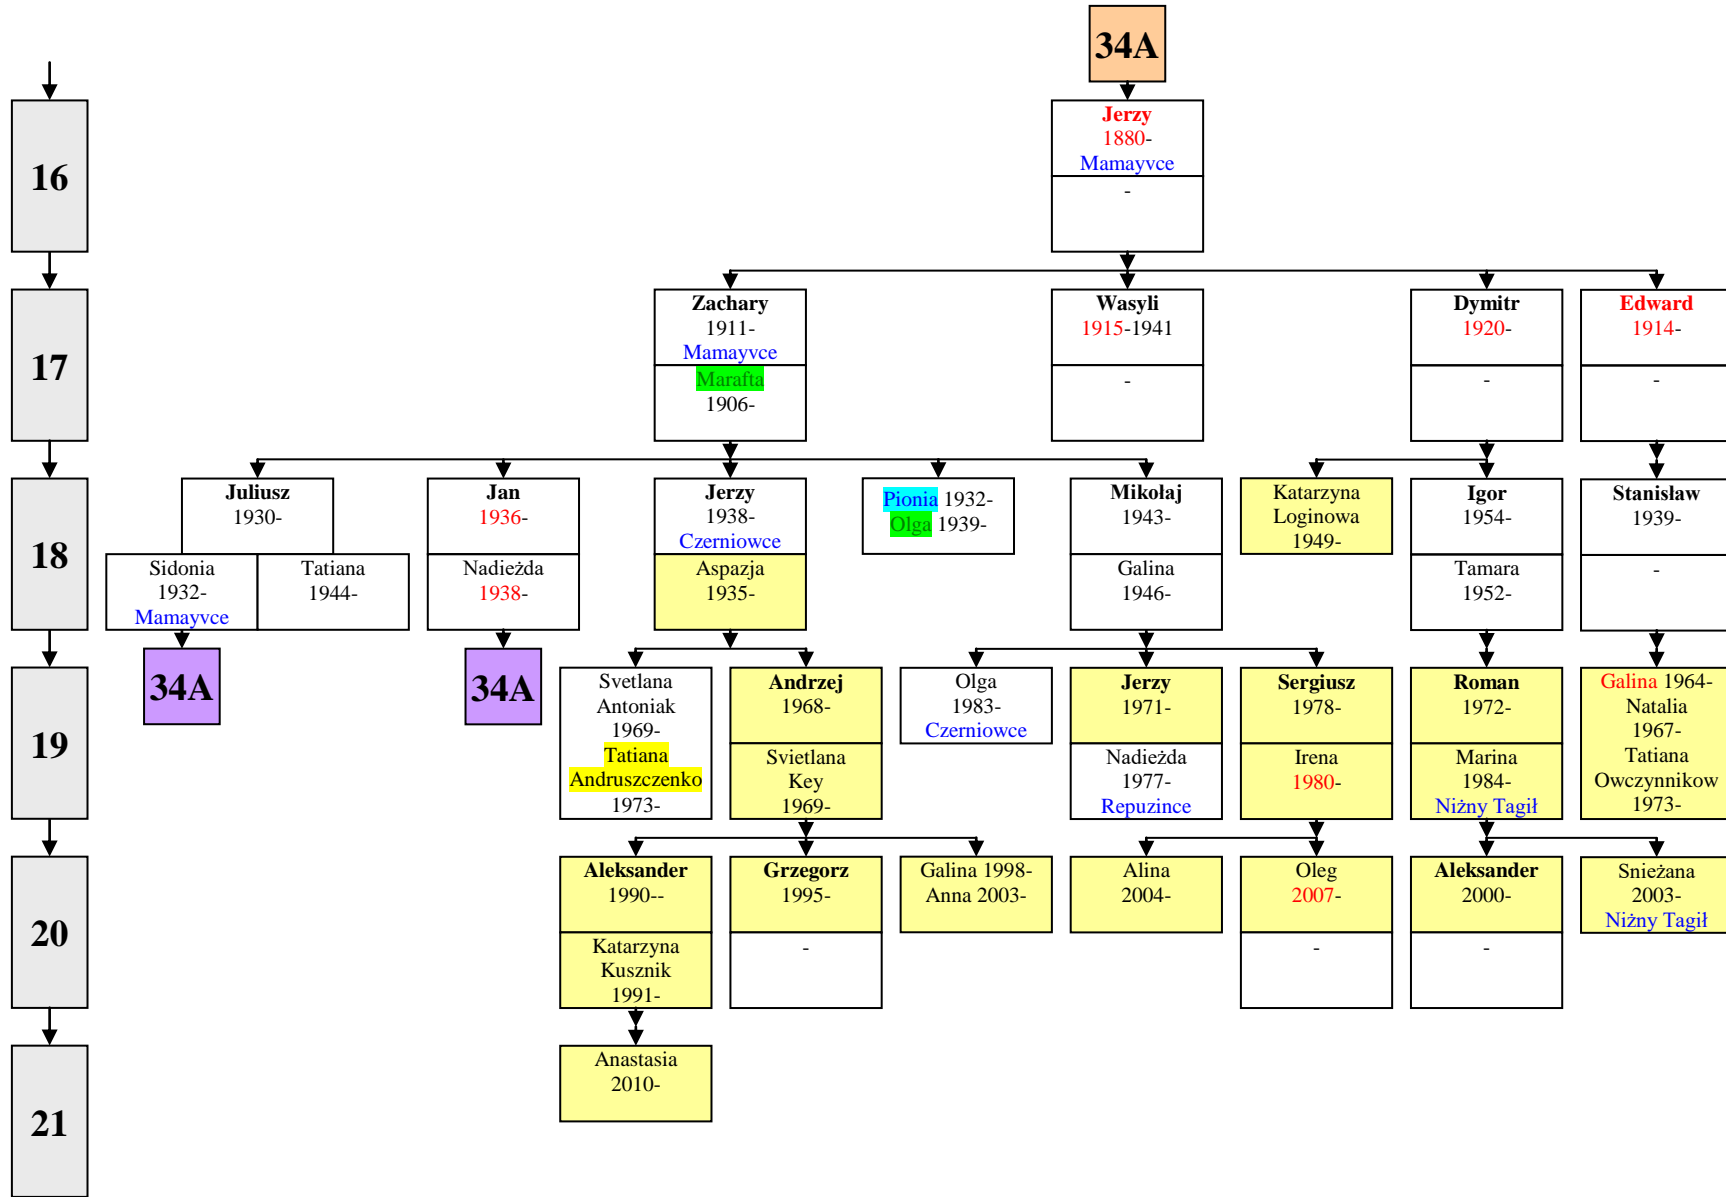 34A
16
Jerzy
1880-
Mamayvce
-
17
Zachary
1911-
Mamayvce
Marafta
1906-
Wasyli
1915-1941
-
Dymitr
1920-
-
Edward
1914-
-
18
Juliusz
1930-
Sidonia
1932-
Mamayvce
Tatiana
1944-
Jan
1936-
Nadieżda
1938-
Jerzy
1938-
Czerniowce
Aspazja
1935-
Pionia 1932-
Olga 1939-
Mikołaj
1943-
Galina
1946-
Katarzyna
Loginowa
1949-
Igor
1954-
Tamara
1952-
Stanisław
1939-
-
19
34A
34A
Svetlana
Antoniak
1969-
Tatiana
Andruszczenko
1973-
Andrzej
1968-
Svietlana
Key
1969-
Olga
1983-
Czerniowce
Jerzy
1971-
Nadieżda
1977-
Repuzince
Sergiusz
1978-
Irena
1980-
Roman
1972-
Marina
1984-
Niżny Tagił
Galina 1964-
Natalia
1967-
Tatiana
Owczynnikow
1973-
20
Aleksander
1990--
Katarzyna
Kusznik
1991-
Grzegorz
1995-
-
Galina 1998-
Anna 2003-
Alina
2004-
Oleg
2007-
-
Aleksander
2000-
-
Snieżana
2003-
Niżny Tagił
21
Anastasia
2010-